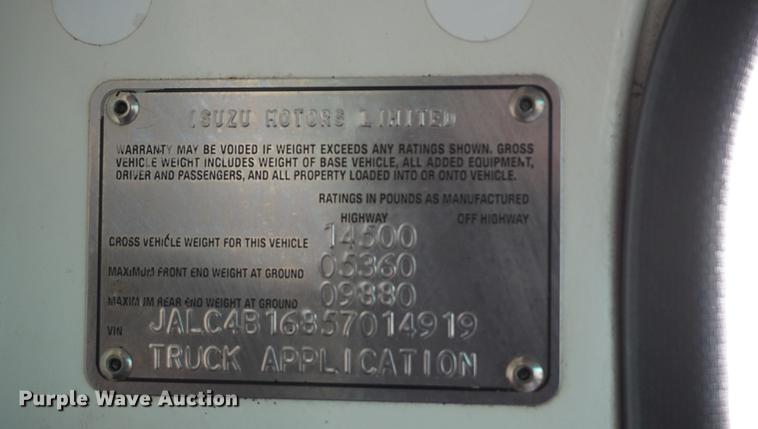 ISUZU MOTORS LIMITED
WARRANTY MAY BE VOIDED IF WEIGHT EXCEEDS ANY RATINGS SHOWN. GROSS
VEHICLE WEIGHT INCLUDES WEIGHT OF BASE VEHICLE, ALL ADDED EQUIPMENT,
DRIVER AND PASSENGERS, AND ALL PROPERTY LOADED INTO OR ONTO VEHICLE.
RATINGS IN POUNDS AS MANUFACTURED
HIGHWAY OFF HIGHWAY
GROSS VEHICLE WEIGHT FOR THIS VEHICLE 14500
MAXIMUM FRONT END WEIGHT AT GROUND 05360
MAXIMUM REAR END WEIGHT AT GROUND 09880
VIN JALC4B16857014919
TRUCK APPLICATION
Purple Wave Auction